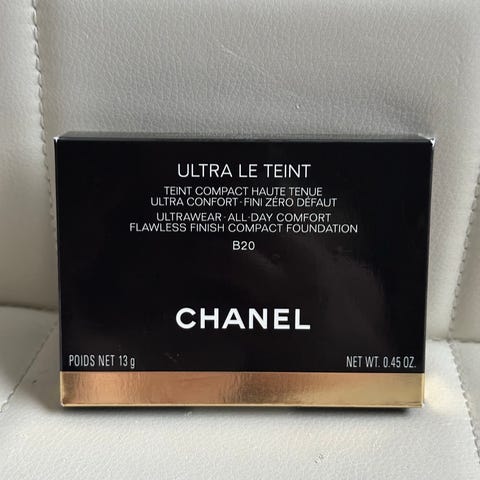 ULTRA LE TEINT
TEINT COMPACT HAUTE TENUE
ULTRA CONFORT·FINI ZÉRO DÉFAUT
ULTRAWEAR·ALL-DAY COMFORT
FLAWLESS FINISH COMPACT FOUNDATION
B20
CHANEL
POIDS NET 13 g
NET WT. 0.45 OZ.